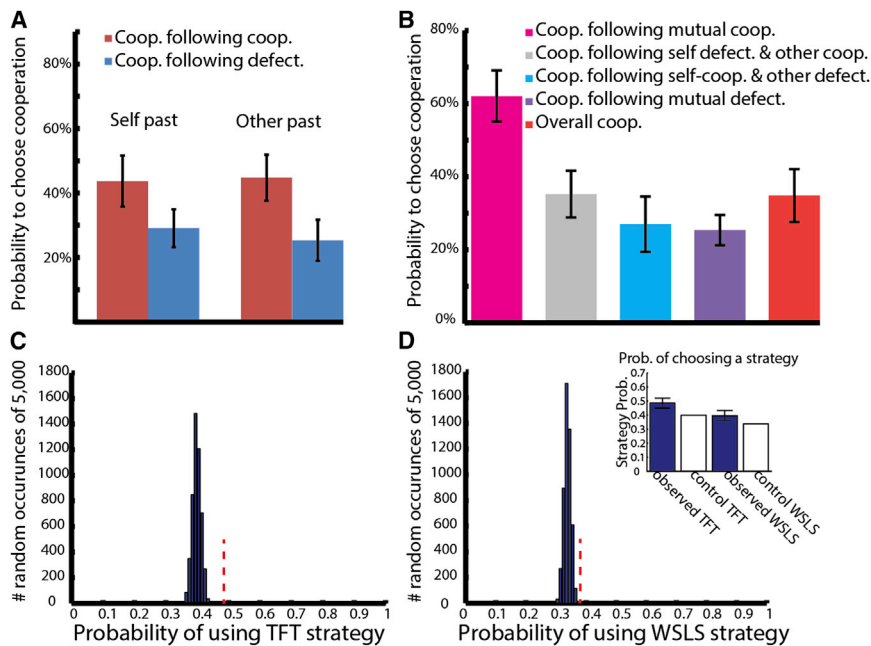 A
Probability to choose cooperation
80%
60%
40%
20%
Coop. following coop.
Coop. following defect.
Self past
Other past
B
Probability to choose cooperation
80%
60%
40%
20%
0%
Coop. following mutual coop.
Coop. following self defect. & other coop.
Coop. following self-coop. & other defect.
Coop. following mutual defect.
Overall coop.
C
# random occurunces of 5,000
1800
1600
1400
1200
1000
800
600
400
200
0
0 0.1 0.2 0.3 0.4 0.5 0.6 0.7 0.8 0.9 1
Probability of using TFT strategy
D
# random occurunces of 5,000
1800
1600
1400
1200
1000
800
600
400
200
0
0 0.1 0.2 0.3 0.4 0.5 0.6 0.7 0.8 0.9 1
Probability of using WSLS strategy
Prob. of choosing a strategy
Strategy Prob.
0.7
0.6
0.5
0.4
0.3
0.2
0.1
0
observed TFT
control TFT
observed WSLS
control WSLS